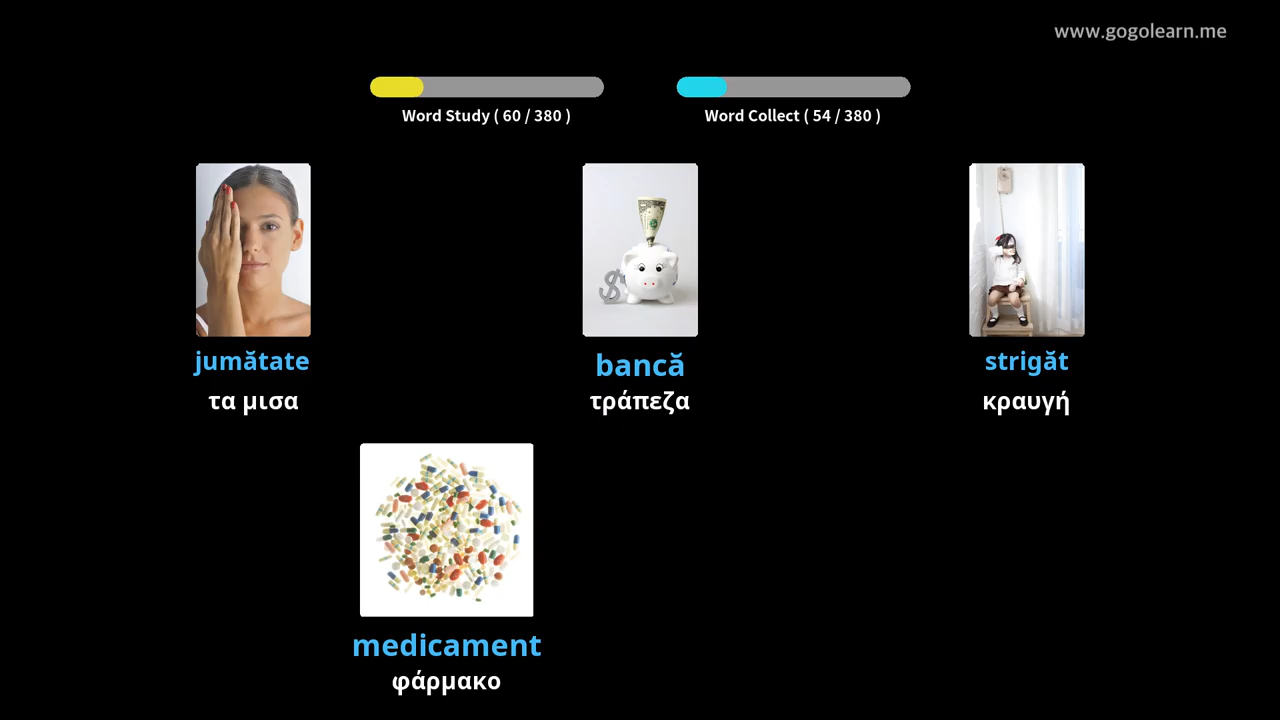 www.gogolearn.me
Word Study ( 60 / 380 )
Word Collect ( 54 / 380 )
jumătate
τα μισα
bancă
τράπεζα
strigăt
κραυγή
medicament
φάρμακο